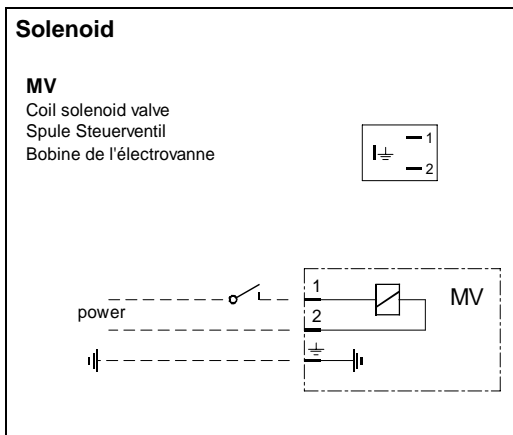 Solenoid
MV
Coil solenoid valve
Spule Steuerventil
Bobine de l'électrovanne
1
2
1
MV
power
2